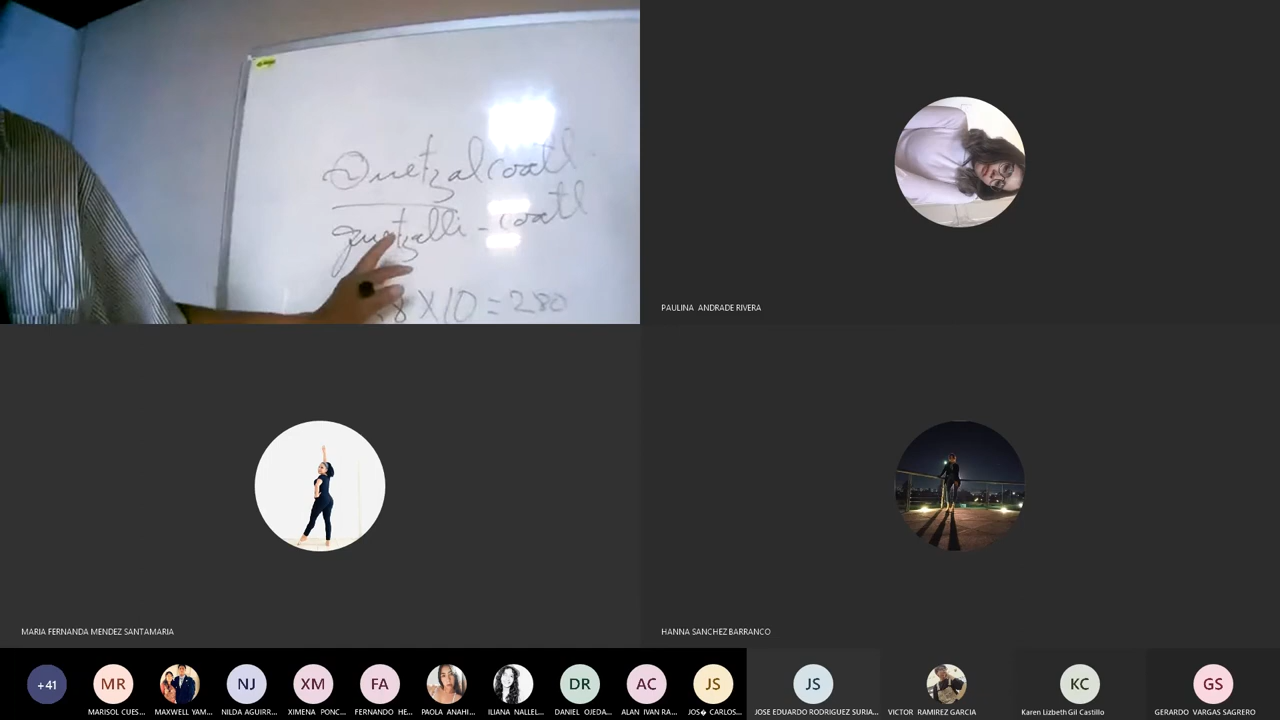 Quetzalcoatl
quetzalli - coatl
8 X 10 = 280
PAULINA ANDRADE RIVERA
MARIA FERNANDA MENDEZ SANTAMARIA
HANNA SANCHEZ BARRANCO
+41
MR
NJ
XM
FA
DR
AC
JS
JS
KC
GS
MARISOL CUES...
MAXWELL YAM...
NILDA AGUIRR...
XIMENA PONC...
FERNANDO HE...
PAOLA ANAHI...
ILIANA NALLEL...
DANIEL OJEDA...
ALAN IVAN RA...
JOS� CARLOS...
JOSE EDUARDO RODRIGUEZ SURIA...
VICTOR RAMIREZ GARCIA
Karen Lizbeth Gil Castillo
GERARDO VARGAS SAGRERO